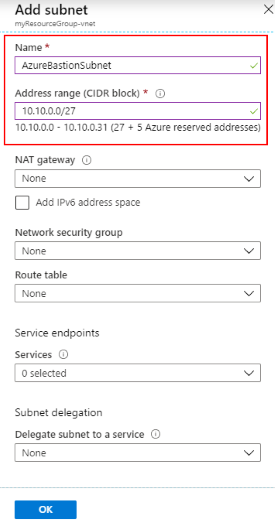 Add subnet
myResourceGroup-vnet
Name *
AzureBastionSubnet
Address range (CIDR block) *
10.10.0.0/27
10.10.0.0 - 10.10.0.31 (27 + 5 Azure reserved addresses)
NAT gateway
None
Add IPv6 address space
Network security group
None
Route table
None
Service endpoints
Services
0 selected
Subnet delegation
Delegate subnet to a service
None
OK